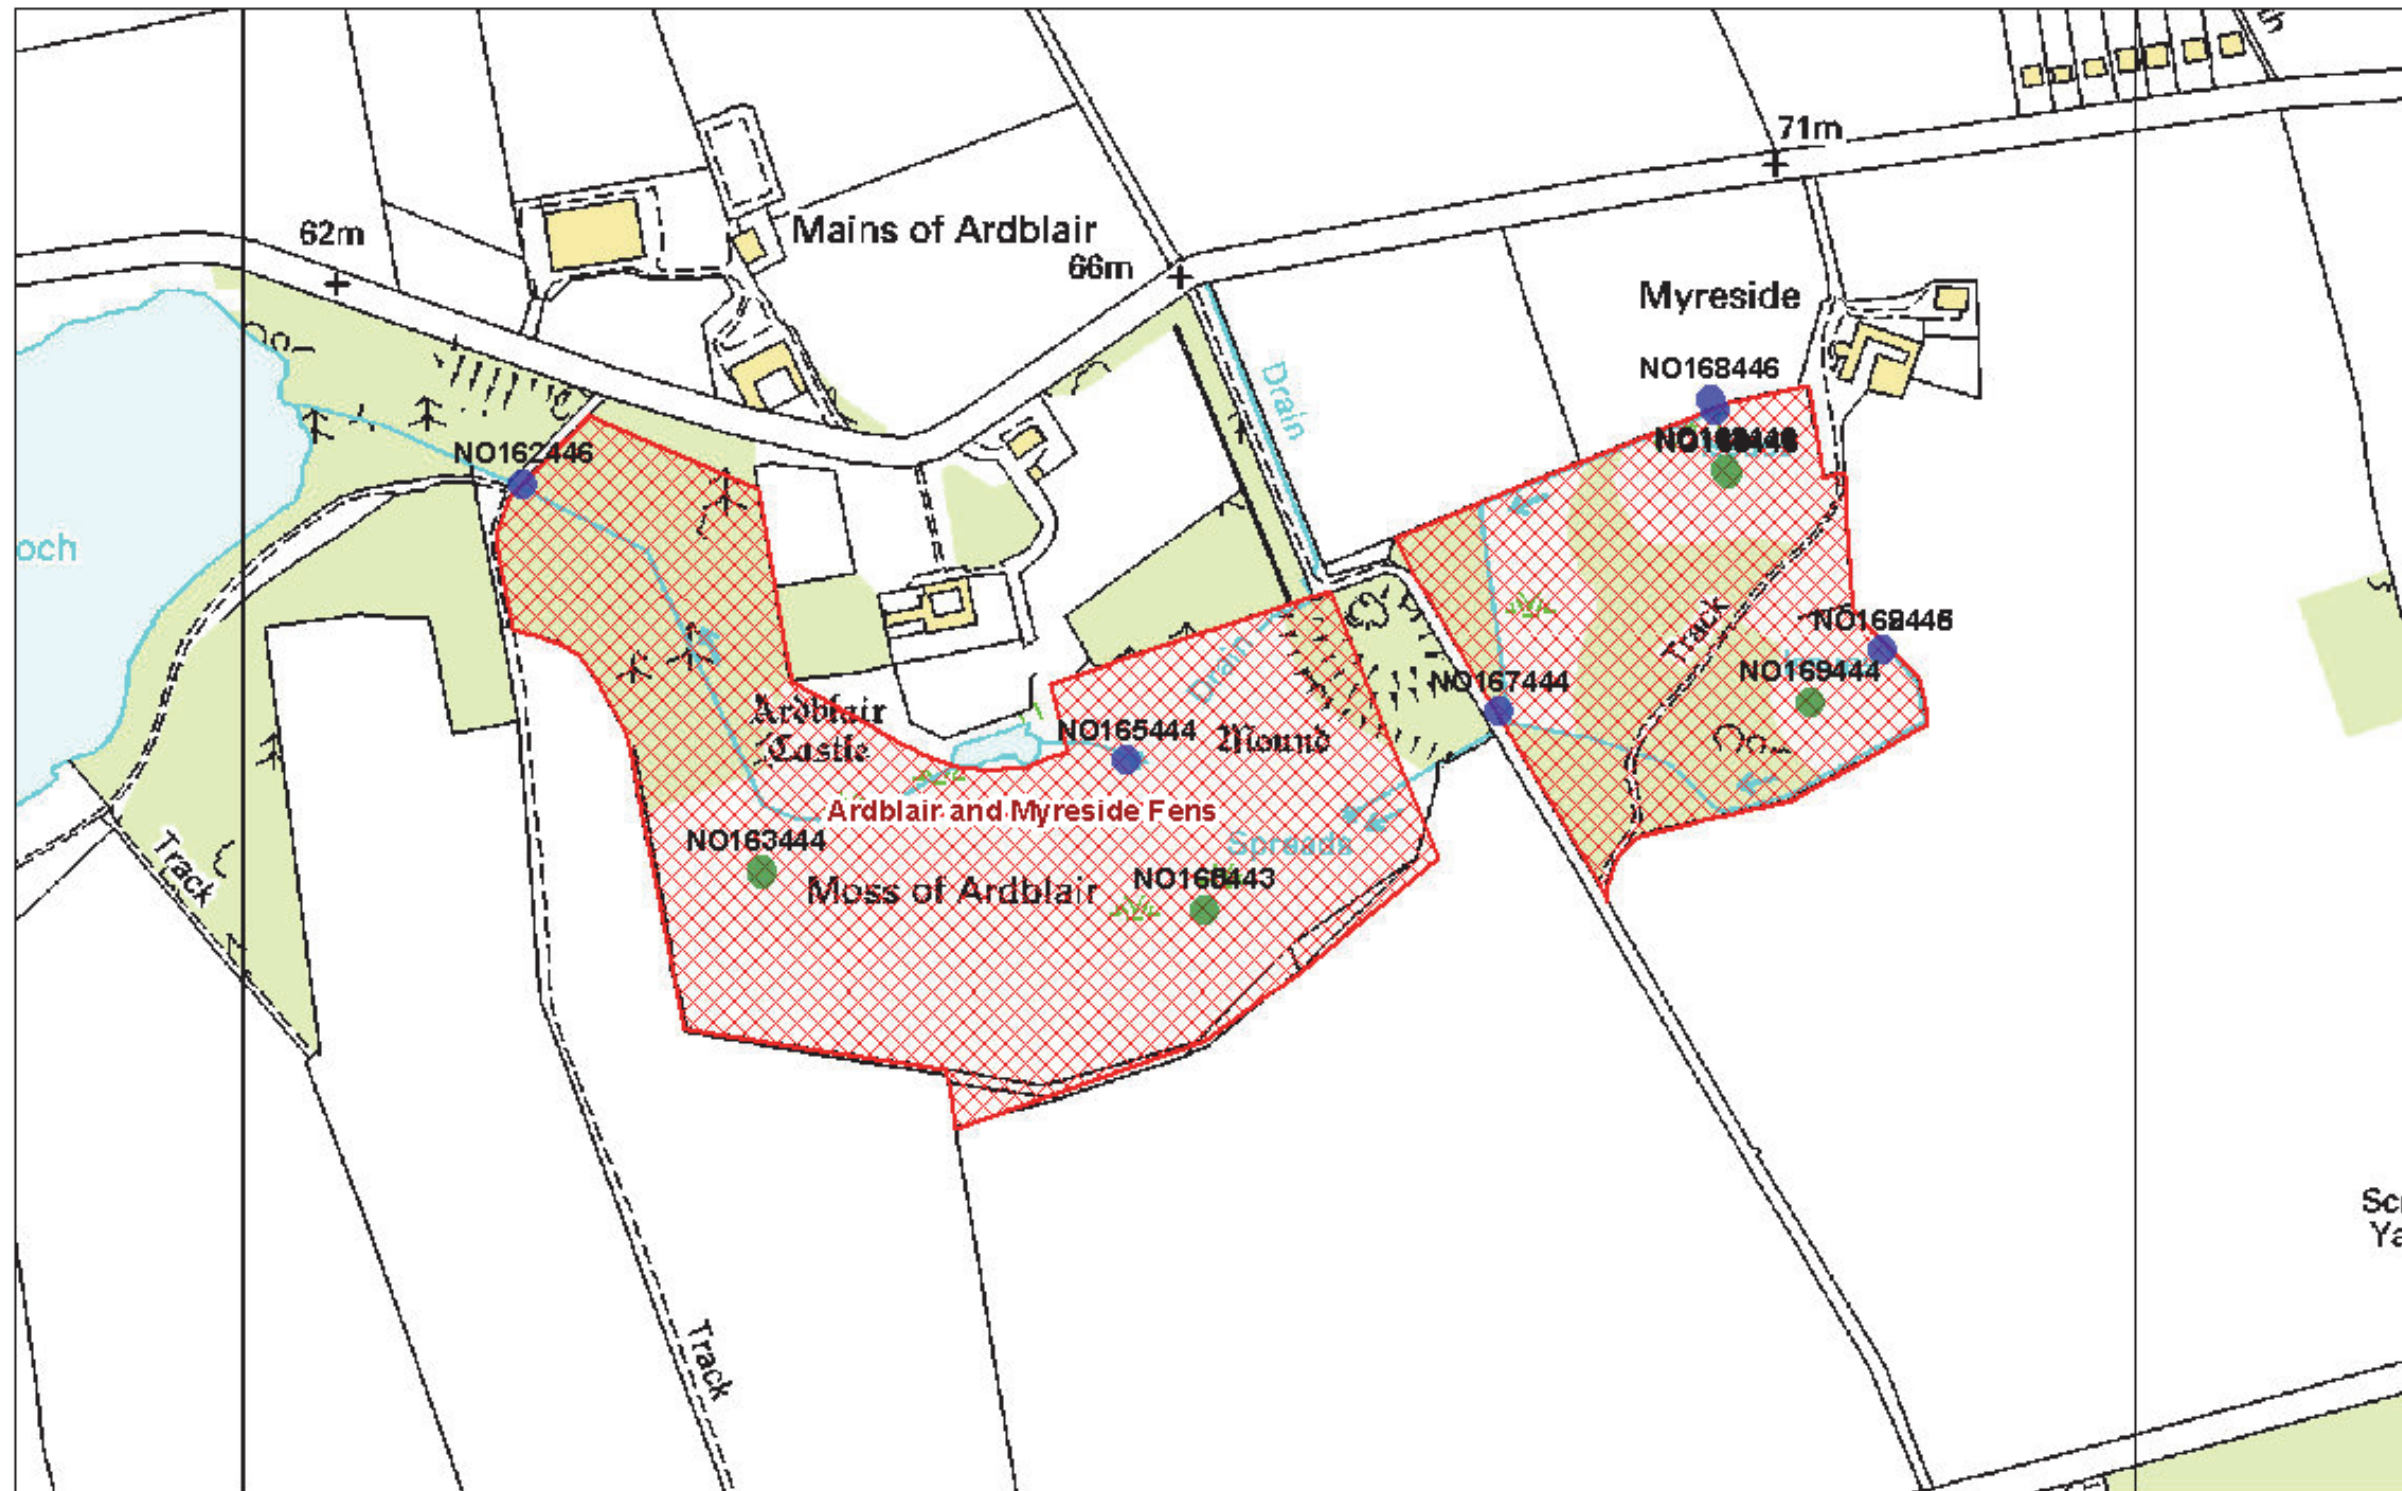 71m
62m
Mains of Ardblair
66m
Myreside
Drain
NO168446
NO162446
och
Track
NO169444
NO167444
Drain
Ardblair
Castle
NO165444
Mound
Ardblair and Myreside Fens
Spreads
NO163444
Moss of Ardblair
Track
Track